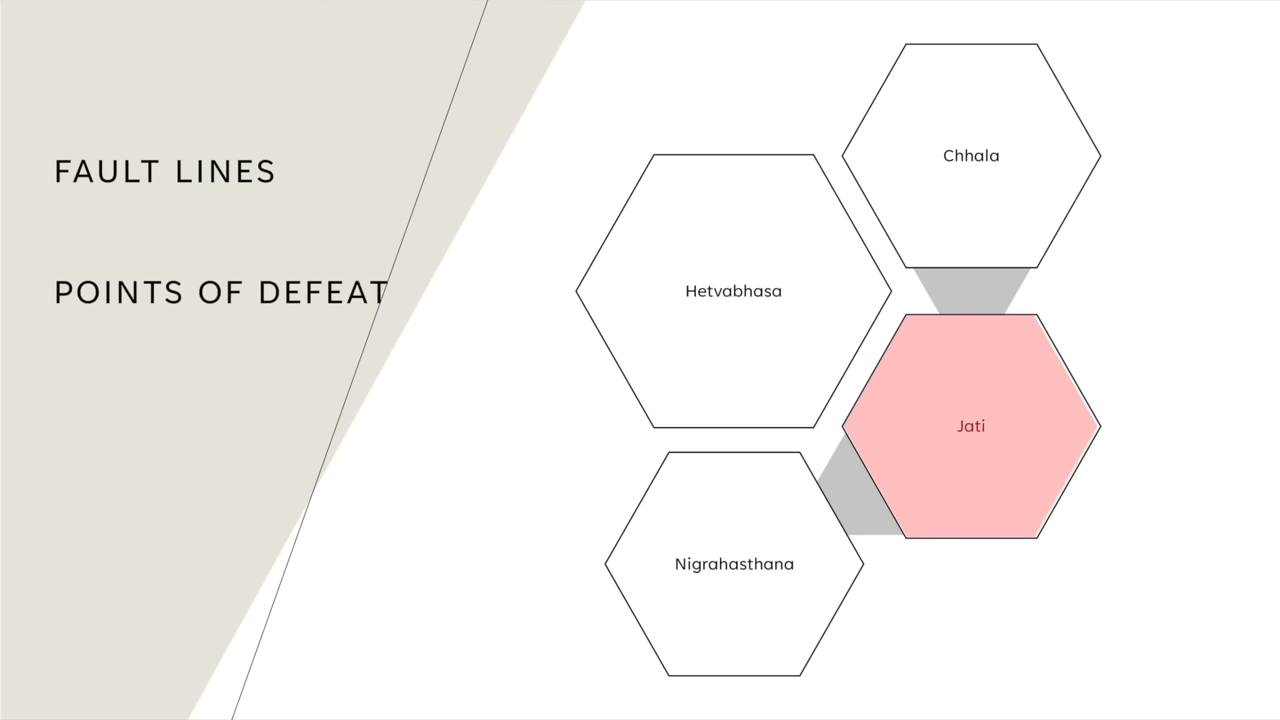 FAULT LINES
POINTS OF DEFEAT
Chhala
Hetvabhasa
Jati
Nigrahasthana